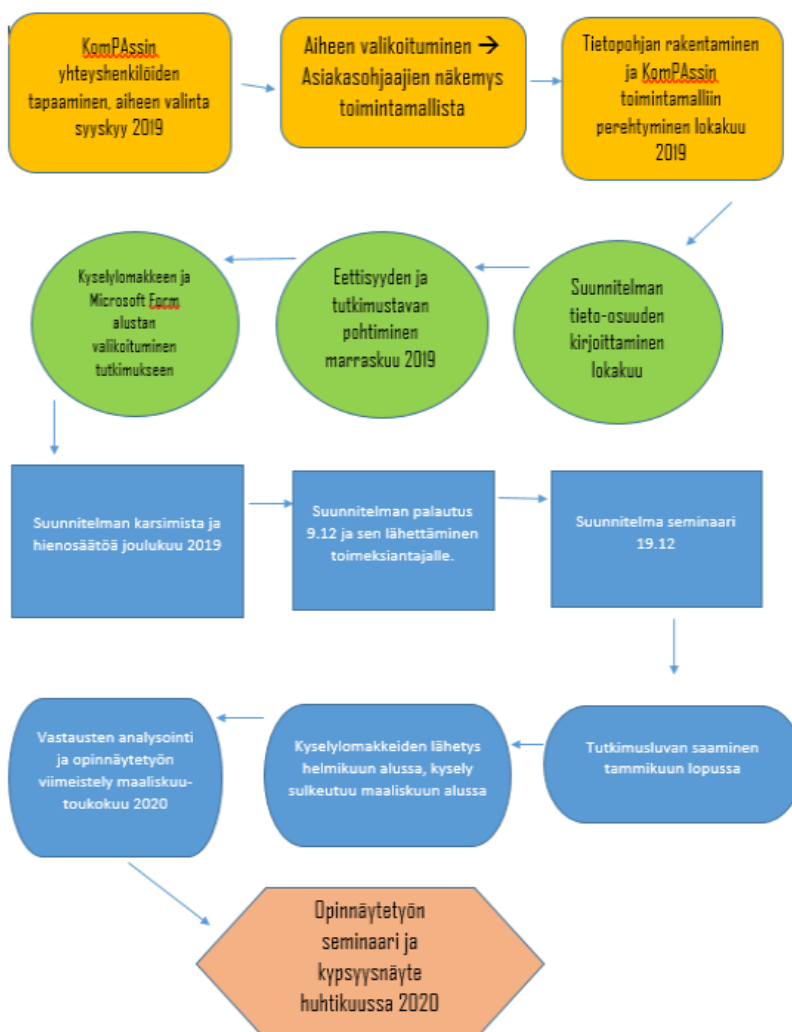 KomPAssin
yhteyshenkilöiden
tapaaminen, aiheen valinta
syyskyy 2019
Aiheen valikoituminen →
Asiakasohjaajien näkemys
toimintamallista
Tietopohjan rakentaminen
ja KomPAssin
toimintamalliin
perehtyminen lokakuu
2019
Suunnitelman
tieto-osuuden
kirjoittaminen
lokakuu
Eettisyyden ja
tutkimustavan
pohtiminen
marraskuu 2019
Kyselylomakkeen ja
Microsoft Form
alustan
valikoituminen
tutkimukseen
Suunnitelman karsimista ja
hienosäätöä joulukuu 2019
Suunnitelman palautus
9.12 ja sen lähettäminen
toimeksiantajalle.
Suunnitelma seminaari
19.12
Tutkimusluvan saaminen
tammikuun lopussa
Kyselylomakkeiden lähetys
helmikuun alussa, kysely
sulkeutuu maaliskuun alussa
Vastausten analysointi
ja opinnäytetyön
viimeistely maaliskuu-
toukokuu 2020
Opinnäytetyön
seminaari ja
kypsyysnäyte
huhtikuussa 2020